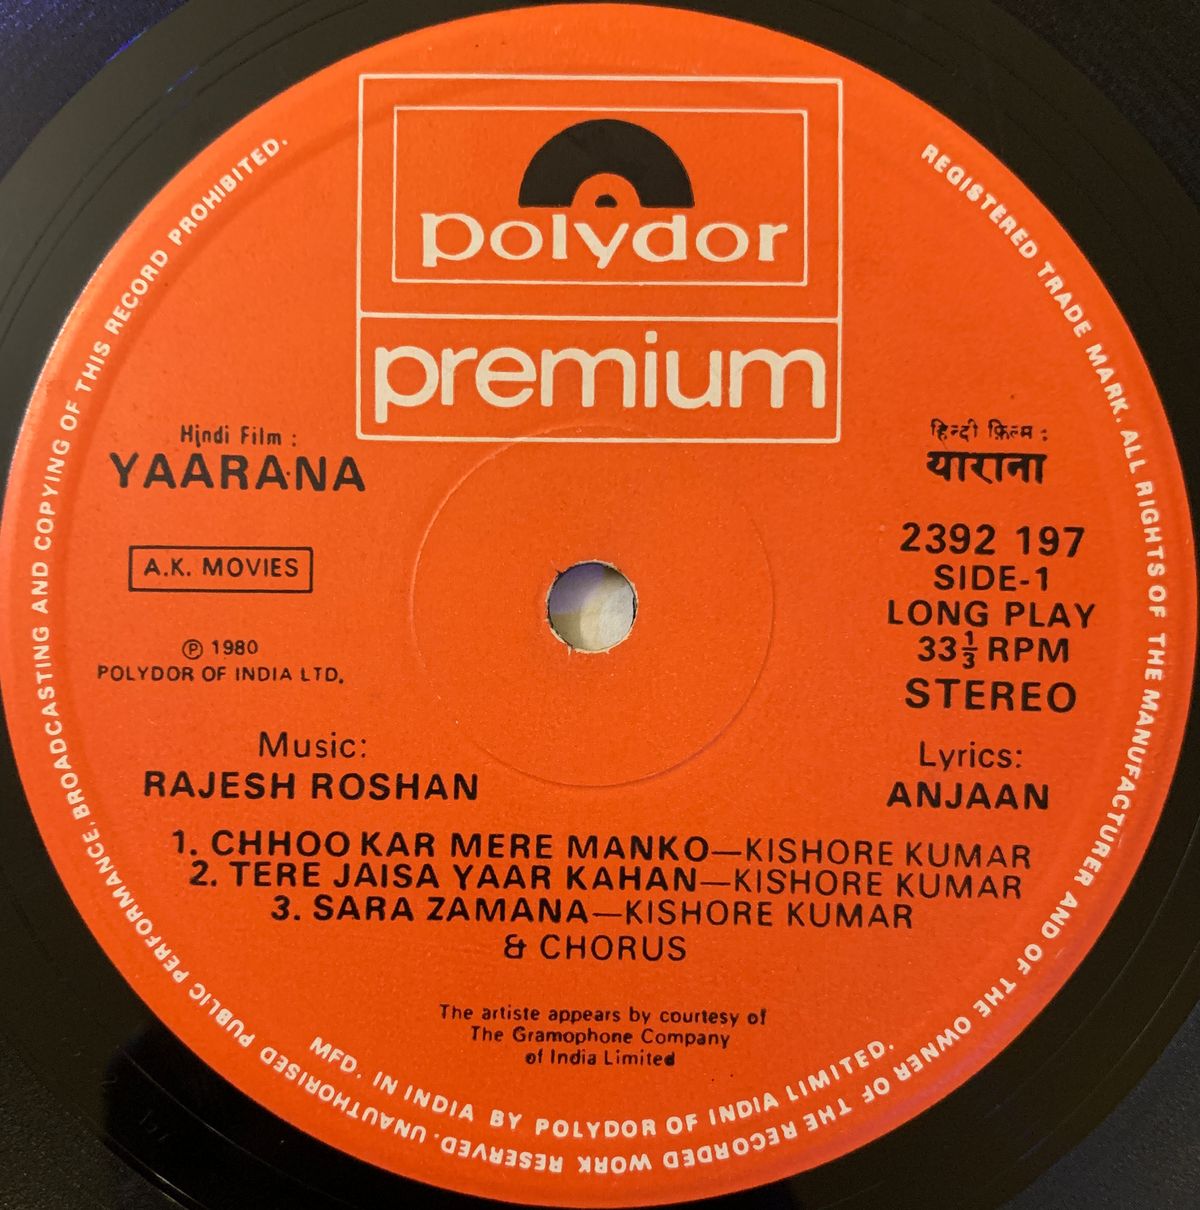 polydor
premium
Hindi Film :
YAARANA
A.K. MOVIES
℗ 1980
POLYDOR OF INDIA LTD.
हिन्दी फ़िल्म :
याराना
2392 197
SIDE-1
LONG PLAY
33⅓ RPM
STEREO
Music:
RAJESH ROSHAN
Lyrics:
ANJAAN
1. CHHOO KAR MERE MANKO—KISHORE KUMAR
2. TERE JAISA YAAR KAHAN—KISHORE KUMAR
3. SARA ZAMANA—KISHORE KUMAR
& CHORUS
The artiste appears by courtesy of
The Gramophone Company
of India Limited
MFD. IN INDIA BY POLYDOR OF INDIA LIMITED.
REGISTERED TRADE MARK. ALL RIGHTS OF THE MANUFACTURER AND OF THE OWNER OF THE RECORDED WORK RESERVED. UNAUTHORISED PUBLIC PERFORMANCE, BROADCASTING AND COPYING OF THIS RECORD PROHIBITED.